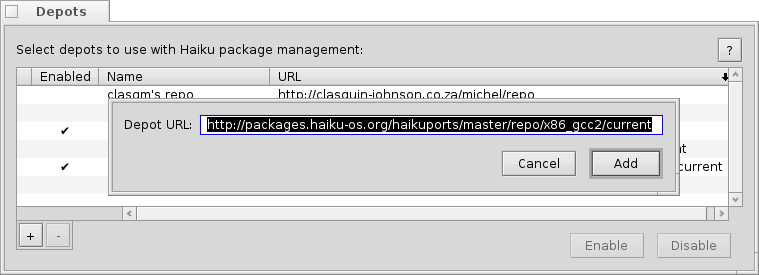 Depots
Select depots to use with Haiku package management:
?
Enabled Name URL
clasqm's repo http://clasquin-johnson.co.za/michel/repo
Depot URL: http://packages.haiku-os.org/haikuports/master/repo/x86_gcc2/current
current
Cancel Add
+ -
Enable Disable